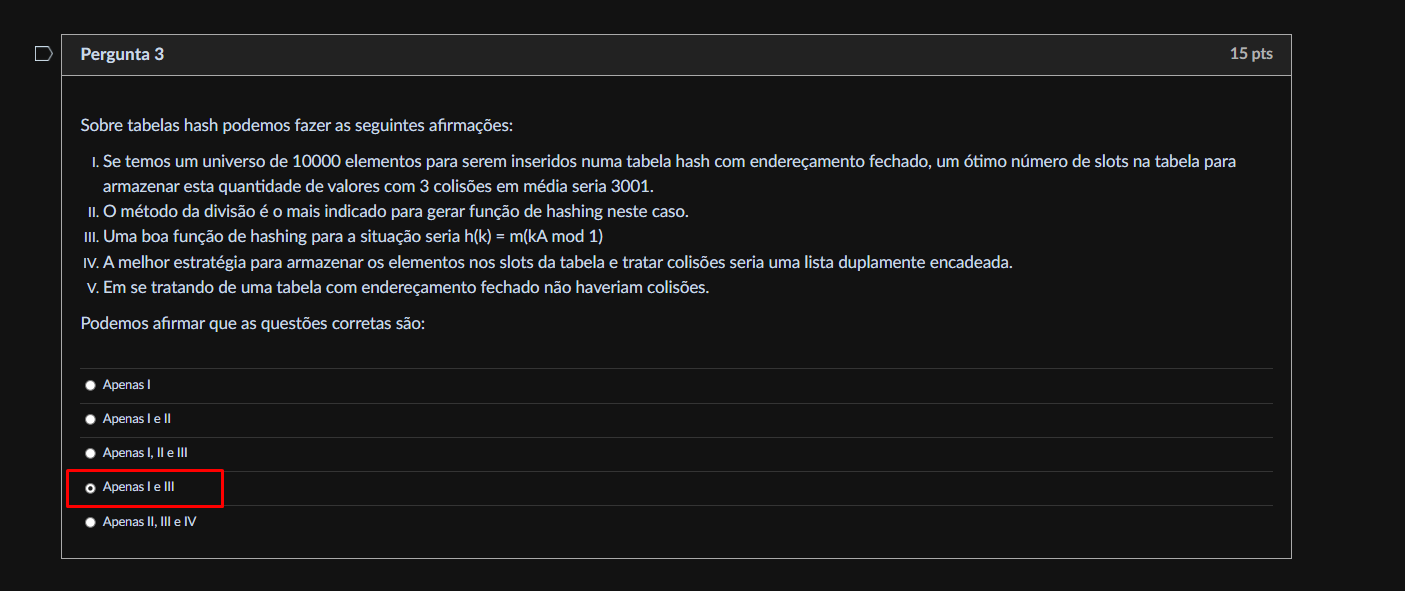 Pergunta 3
15 pts
Sobre tabelas hash podemos fazer as seguintes afirmações:
I. Se temos um universo de 10000 elementos para serem inseridos numa tabela hash com endereçamento fechado, um ótimo número de slots na tabela para
armazenar esta quantidade de valores com 3 colisões em média seria 3001.
II. O método da divisão é o mais indicado para gerar função de hashing neste caso.
III. Uma boa função de hashing para a situação seria h(k) = m(kA mod 1)
IV. A melhor estratégia para armazenar os elementos nos slots da tabela e tratar colisões seria uma lista duplamente encadeada.
V. Em se tratando de uma tabela com endereçamento fechado não haveriam colisões.
Podemos afirmar que as questões corretas são:
Apenas I
Apenas I e II
Apenas I, II e III
Apenas I e III
Apenas II, III e IV